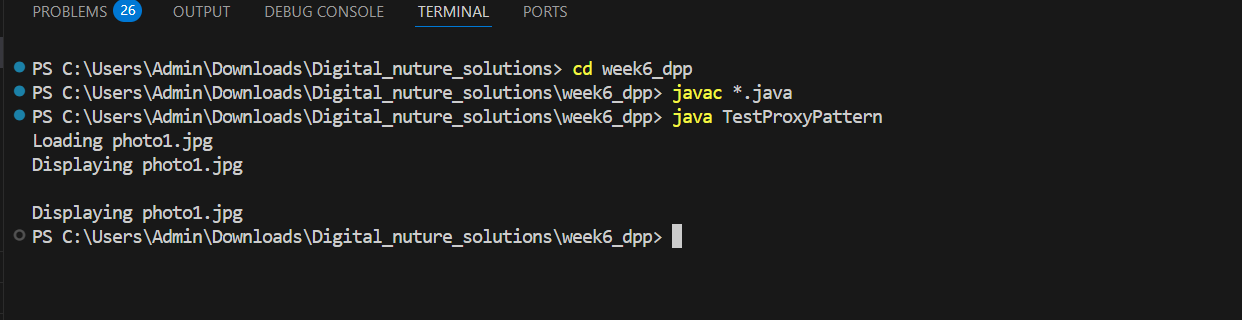 PROBLEMS 26 OUTPUT DEBUG CONSOLE TERMINAL PORTS
PS C:\Users\Admin\Downloads\Digital_nuture_solutions> cd week6_dpp
PS C:\Users\Admin\Downloads\Digital_nuture_solutions\week6_dpp> javac *.java
PS C:\Users\Admin\Downloads\Digital_nuture_solutions\week6_dpp> java TestProxyPattern
Loading photo1.jpg
Displaying photo1.jpg
Displaying photo1.jpg
PS C:\Users\Admin\Downloads\Digital_nuture_solutions\week6_dpp>